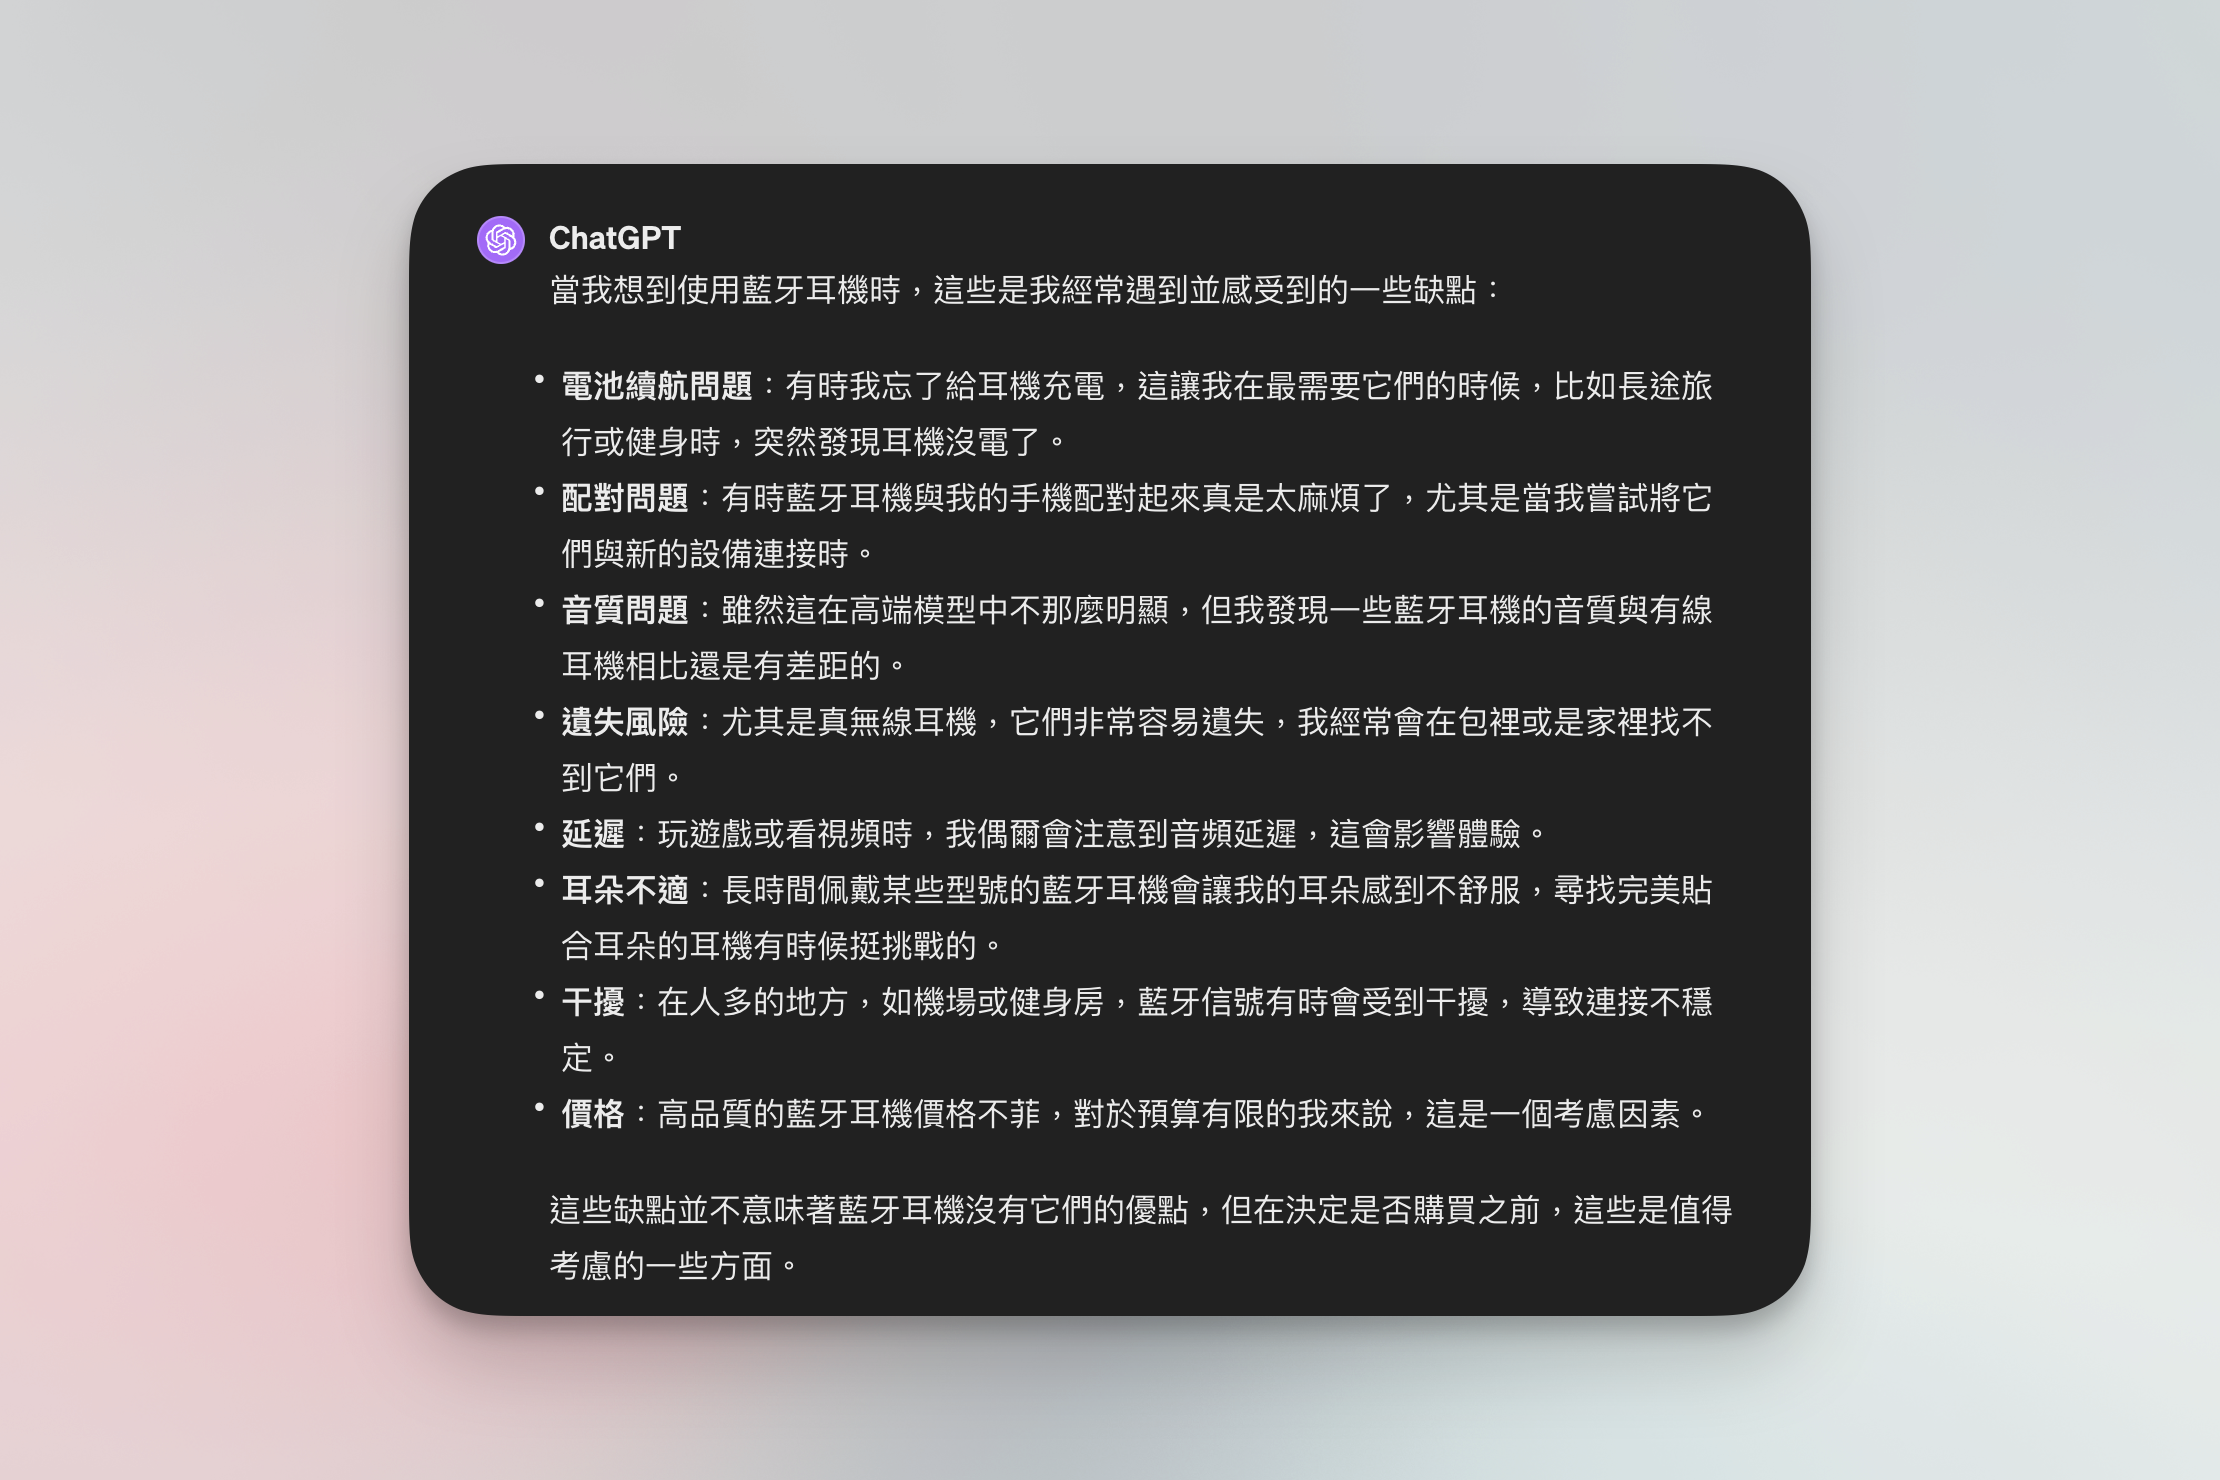 ChatGPT
當我想到使用藍牙耳機時，這些是我經常遇到並感受到的一些缺點：
• 電池續航問題：有時我忘了給耳機充電，這讓我在最需要它們的時候，比如長途旅
行或健身時，突然發現耳機沒電了。
• 配對問題：有時藍牙耳機與我的手機配對起來真是太麻煩了，尤其是當我嘗試將它
們與新的設備連接時。
• 音質問題：雖然這在高端模型中不那麼明顯，但我發現一些藍牙耳機的音質與有線
耳機相比還是有差距的。
• 遺失風險：尤其是真無線耳機，它們非常容易遺失，我經常會在包裡或是家裡找不
到它們。
• 延遲：玩遊戲或看視頻時，我偶爾會注意到音頻延遲，這會影響體驗。
• 耳朵不適：長時間佩戴某些型號的藍牙耳機會讓我的耳朵感到不舒服，尋找完美貼
合耳朵的耳機有時候挺挑戰的。
• 干擾：在人多的地方，如機場或健身房，藍牙信號有時會受到干擾，導致連接不穩
定。
• 價格：高品質的藍牙耳機價格不菲，對於預算有限的我來說，這是一個考慮因素。
這些缺點並不意味著藍牙耳機沒有它們的優點，但在決定是否購買之前，這些是值得
考慮的一些方面。